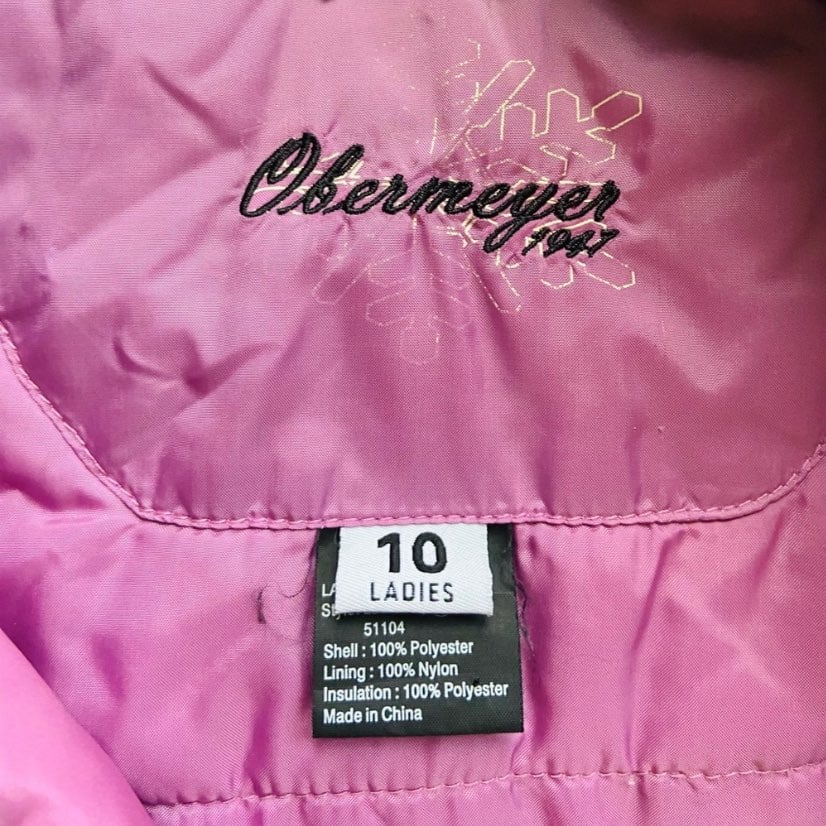 Obermeyer
1947
10
LADIES
51104
Shell : 100% Polyester
Lining : 100% Nylon
Insulation : 100% Polyester
Made in China